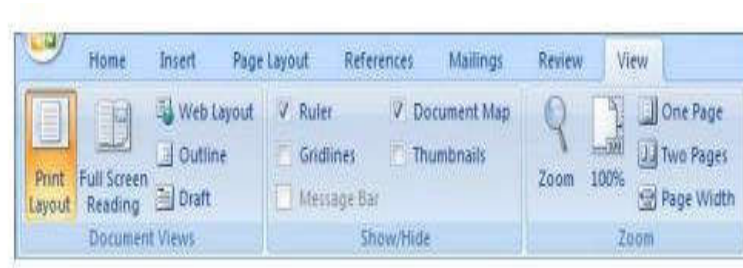 Home Insert Page Layout References Mailings Review View
Print Layout
Full Screen Reading
Web Layout
Outline
Draft
Document Views
Ruler
Gridlines
Message Bar
Document Map
Thumbnails
Show/Hide
Zoom
100%
One Page
Two Pages
Page Width
Zoom